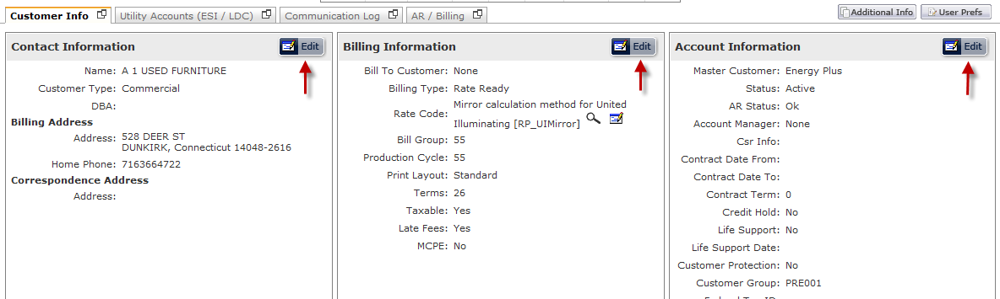 Customer Info
Utility Accounts (ESI / LDC)
Communication Log
AR / Billing
Additional Info
User Prefs
Contact Information
Edit
Name: A 1 USED FURNITURE
Customer Type: Commercial
DBA:
Billing Address
Address: 528 DEER ST
DUNKIRK, Connecticut 14048-2616
Home Phone: 7163664722
Correspondence Address
Address:
Billing Information
Edit
Bill To Customer: None
Billing Type: Rate Ready
Rate Code: Mirror calculation method for United
Illuminating [RP_UIMirror]
Bill Group: 55
Production Cycle: 55
Print Layout: Standard
Terms: 26
Taxable: Yes
Late Fees: Yes
MCPE: No
Account Information
Edit
Master Customer: Energy Plus
Status: Active
AR Status: Ok
Account Manager: None
Csr Info:
Contract Date From:
Contract Date To:
Contract Term: 0
Credit Hold: No
Life Support: No
Life Support Date:
Customer Protection: No
Customer Group: PRE001